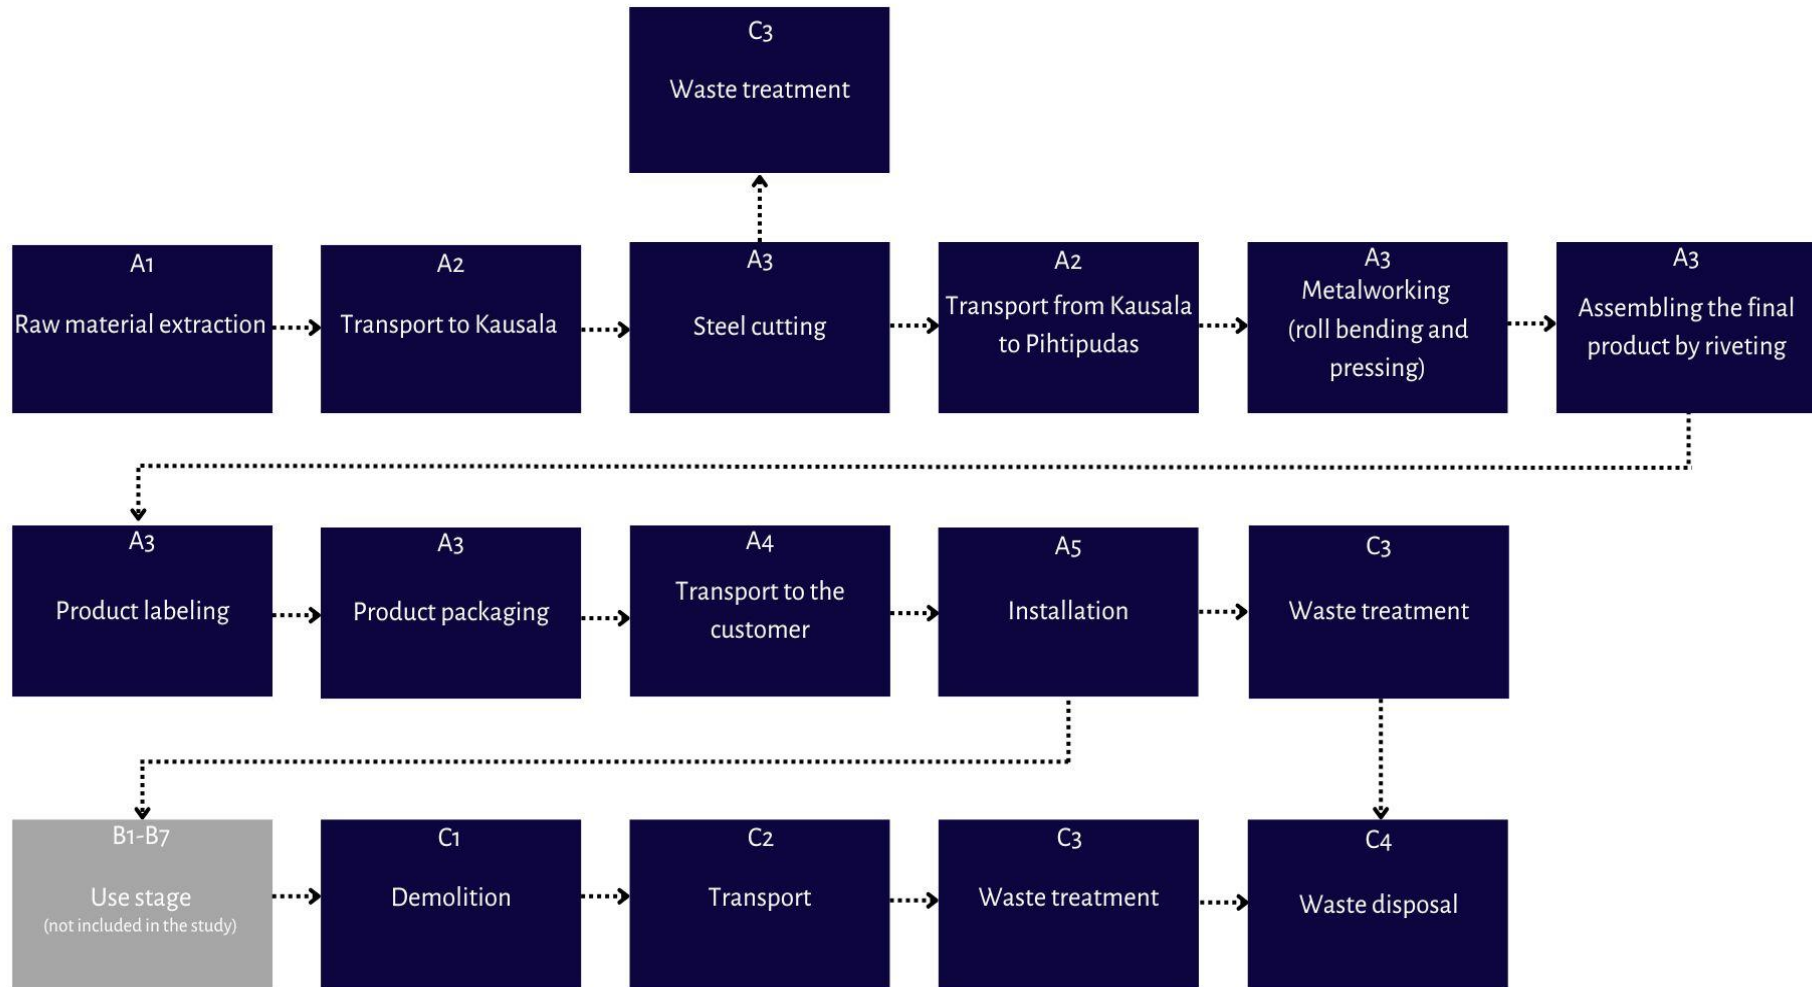 C3
Waste treatment
A1
Raw material extraction
A2
Transport to Kausala
A3
Steel cutting
A2
Transport from Kausala
to Pihtipudas
A3
Metalworking
(roll bending and
pressing)
A3
Assembling the final
product by riveting
A3
Product labeling
A3
Product packaging
A4
Transport to the
customer
A5
Installation
C3
Waste treatment
B1-B7
Use stage
(not included in the study)
C1
Demolition
C2
Transport
C3
Waste treatment
C4
Waste disposal